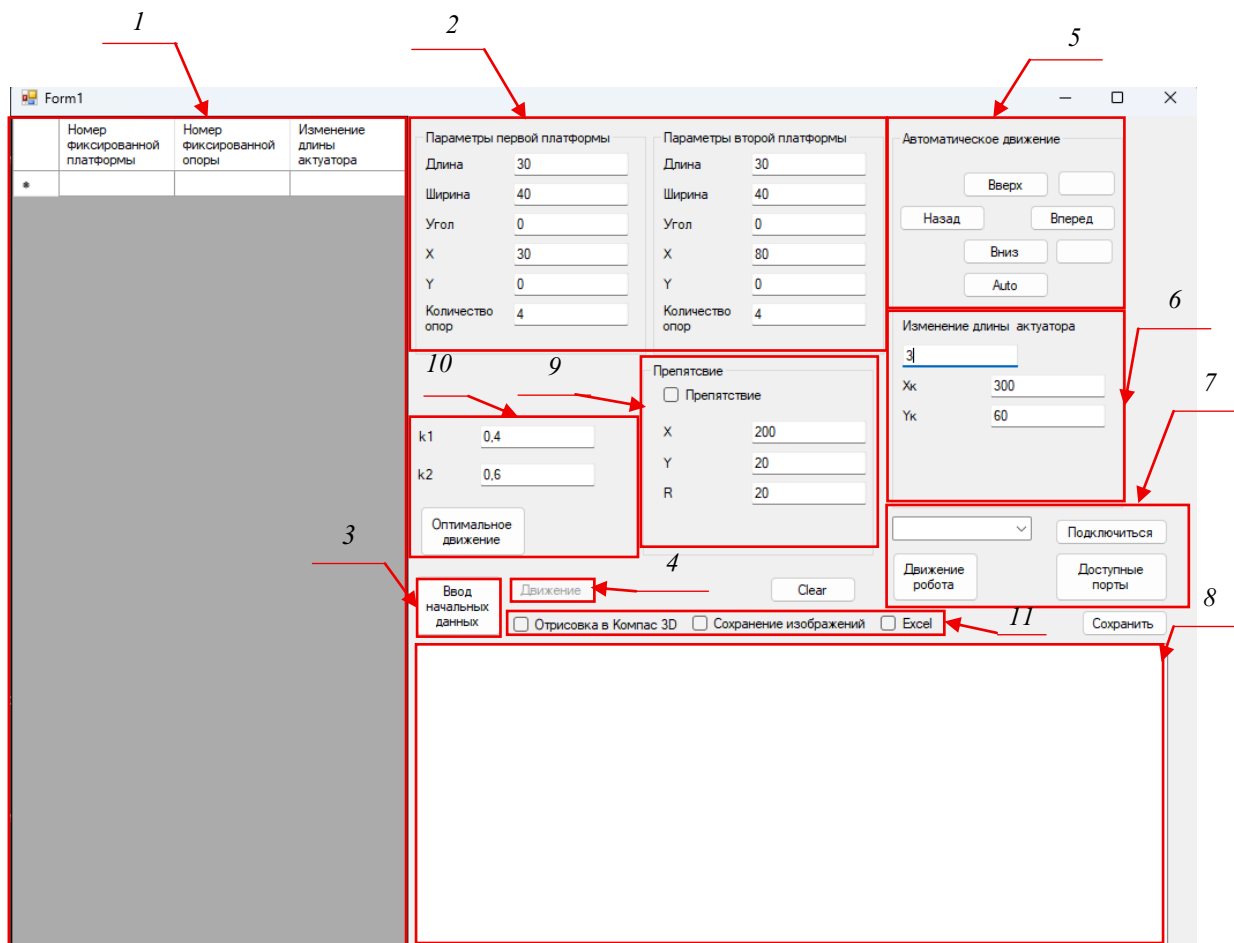 1
2
5
Form1
Номер фиксированной платформы
Номер фиксированной опоры
Изменение длины актуатора
*
Параметры первой платформы
Длина 30
Ширина 40
Угол 0
X 30
Y 0
Количество опор 4
Параметры второй платформы
Длина 30
Ширина 40
Угол 0
X 80
Y 0
Количество опор 4
Автоматическое движение
Вверх
Назад Вперед
Вниз
Auto
6
Изменение длины актуатора
3
Xк 300
Yк 60
7
10
9
Препятсвие
Препятствие
X 200
Y 20
R 20
k1 0,4
k2 0,6
Оптимальное движение
3
4
Подключиться
Движение робота
Доступные порты
8
Ввод начальных данных
Движение
Clear
Отрисовка в Компас 3D
Сохранение изображений
Excel
11
Сохранить